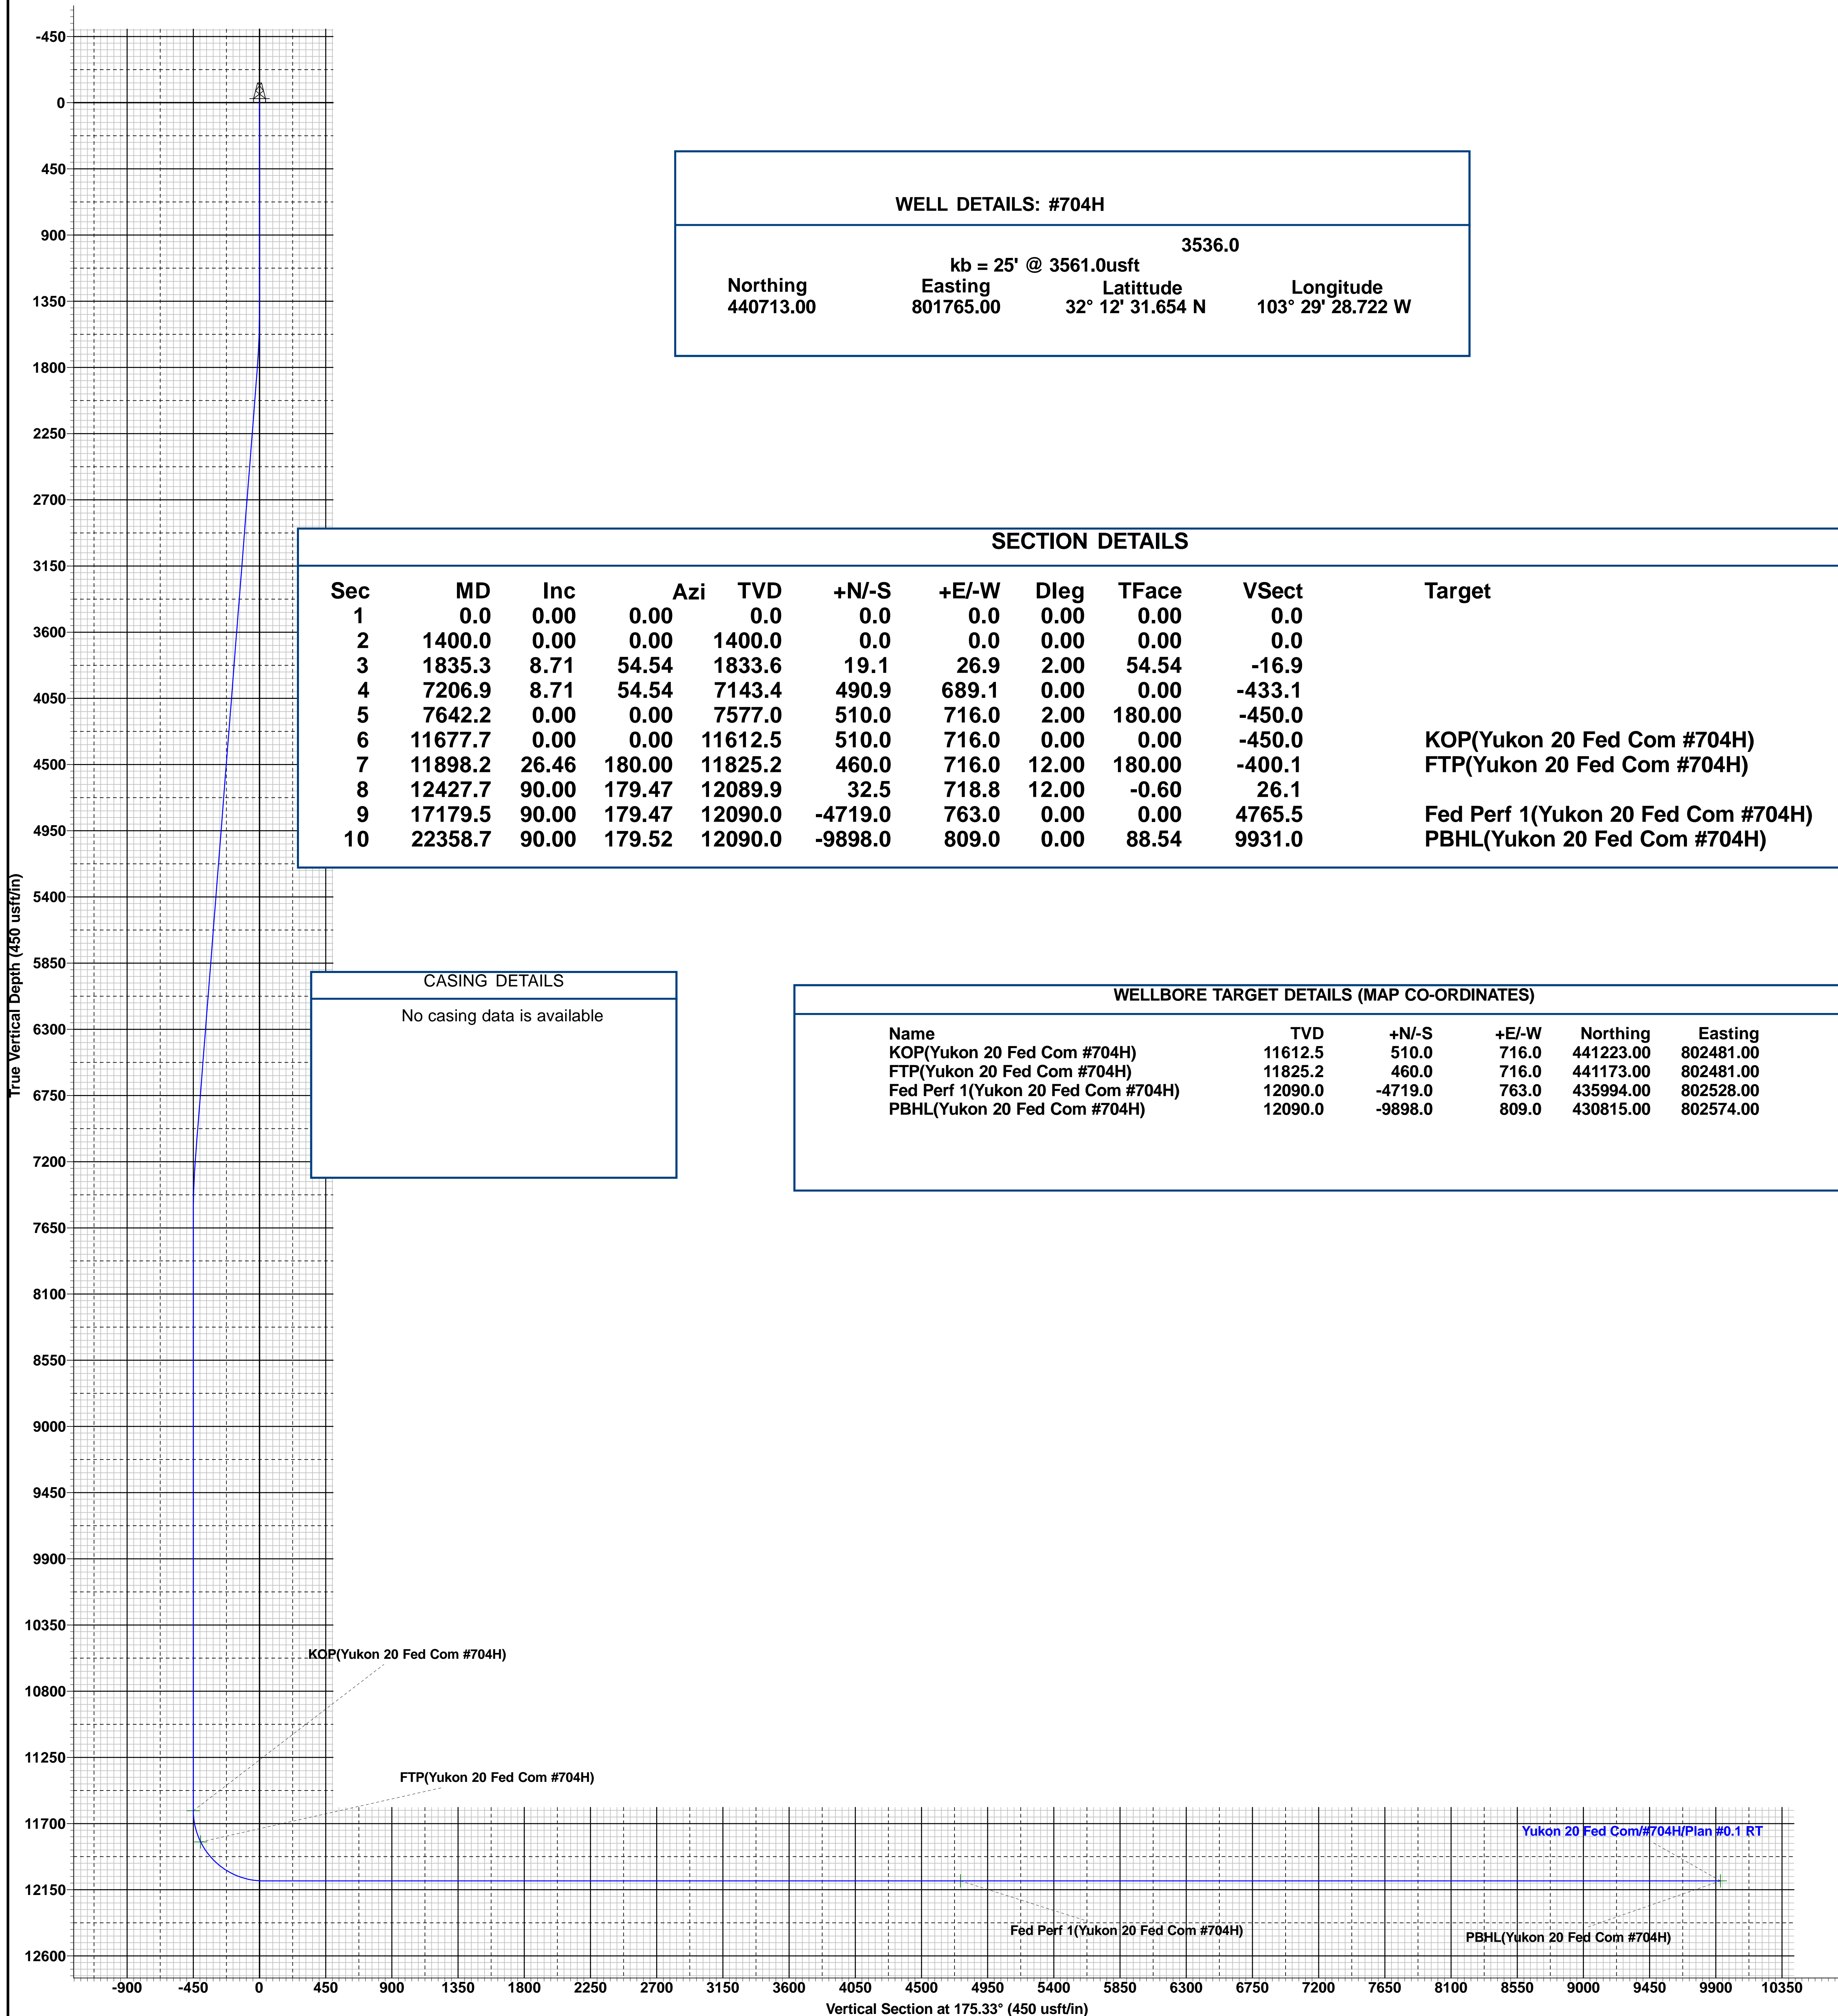 WELL DETAILS: #704H
3536.0
kb = 25' @ 3561.0usft
Northing Easting Latittude Longitude
440713.00 801765.00 32° 12' 31.654 N 103° 29' 28.722 W
SECTION DETAILS
Sec MD Inc Azi TVD +N/-S +E/-W Dleg TFace VSect Target
1 0.0 0.00 0.00 0.0 0.0 0.0 0.00 0.00 0.0
2 1400.0 0.00 0.00 1400.0 0.0 0.0 0.00 0.00 0.0
3 1835.3 8.71 54.54 1833.6 19.1 26.9 2.00 54.54 -16.9
4 7206.9 8.71 54.54 7143.4 490.9 689.1 0.00 0.00 -433.1
5 7642.2 0.00 0.00 7577.0 510.0 716.0 2.00 180.00 -450.0
6 11677.7 0.00 0.00 11612.5 510.0 716.0 0.00 0.00 -450.0 KOP(Yukon 20 Fed Com #704H)
7 11898.2 26.46 180.00 11825.2 460.0 716.0 12.00 180.00 -400.1 FTP(Yukon 20 Fed Com #704H)
8 12427.7 90.00 179.47 12089.9 32.5 718.8 12.00 -0.60 26.1
9 17179.5 90.00 179.47 12090.0 -4719.0 763.0 0.00 0.00 4765.5 Fed Perf 1(Yukon 20 Fed Com #704H)
10 22358.7 90.00 179.52 12090.0 -9898.0 809.0 0.00 88.54 9931.0 PBHL(Yukon 20 Fed Com #704H)
CASING DETAILS
No casing data is available
WELLBORE TARGET DETAILS (MAP CO-ORDINATES)
Name TVD +N/-S +E/-W Northing Easting
KOP(Yukon 20 Fed Com #704H) 11612.5 510.0 716.0 441223.00 802481.00
FTP(Yukon 20 Fed Com #704H) 11825.2 460.0 716.0 441173.00 802481.00
Fed Perf 1(Yukon 20 Fed Com #704H) 12090.0 -4719.0 763.0 435994.00 802528.00
PBHL(Yukon 20 Fed Com #704H) 12090.0 -9898.0 809.0 430815.00 802574.00
True Vertical Depth (450 usft/in)
-450
0
450
900
1350
1800
2250
2700
3150
3600
4050
4500
4950
5400
5850
6300
6750
7200
7650
8100
8550
9000
9450
9900
10350
10800
11250
11700
12150
12600
KOP(Yukon 20 Fed Com #704H)
FTP(Yukon 20 Fed Com #704H)
Yukon 20 Fed Com/#704H/Plan #0.1 RT
Fed Perf 1(Yukon 20 Fed Com #704H)
PBHL(Yukon 20 Fed Com #704H)
-900 -450 0 450 900 1350 1800 2250 2700 3150 3600 4050 4500 4950 5400 5850 6300 6750 7200 7650 8100 8550 9000 9450 9900 10350
Vertical Section at 175.33° (450 usft/in)